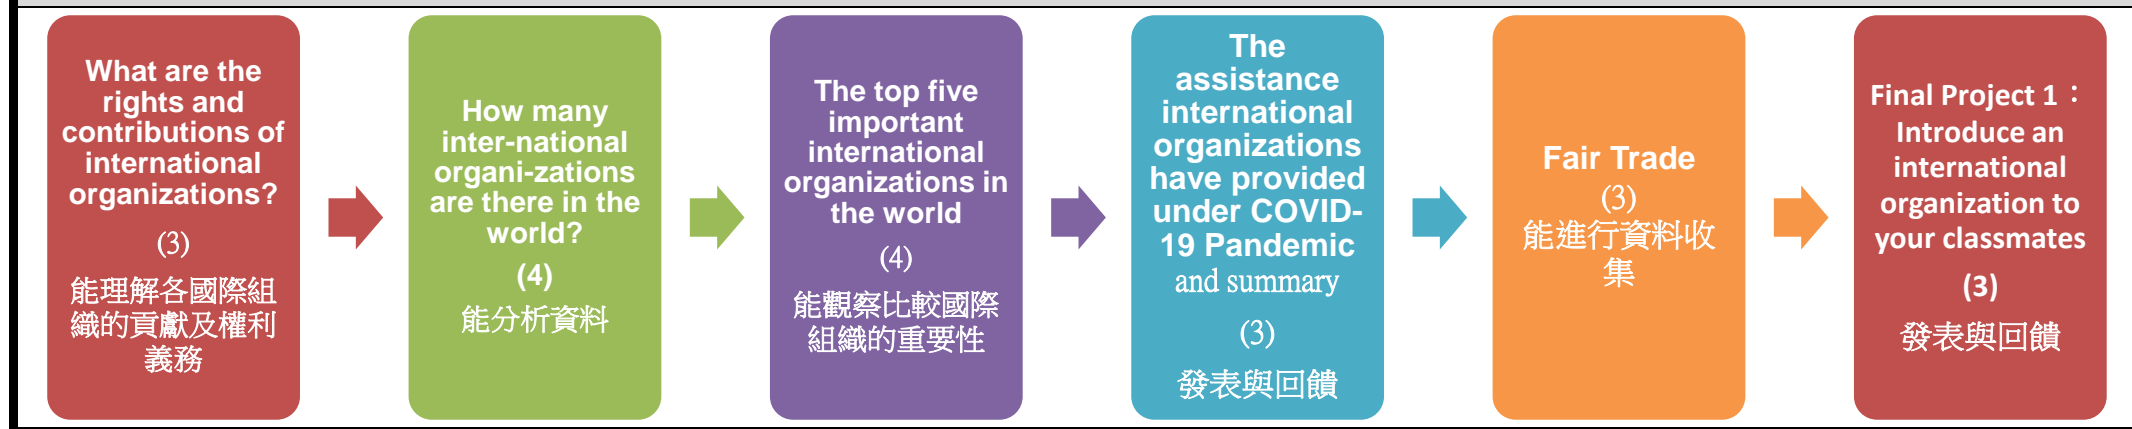 What are the
rights and
contributions of
international
organizations?
(3)
能理解各國際組
織的貢獻及權利
義務
How many
inter-national
organi-zations
are there in the
world?
(4)
能分析資料
The top five
important
international
organizations in
the world
(4)
能觀察比較國際
組織的重要性
The
assistance
international
organizations
have provided
under COVID-
19 Pandemic
and summary
(3)
發表與回饋
Fair Trade
(3)
能進行資料收
集
Final Project 1：
Introduce an
international
organization to
your classmates
(3)
發表與回饋